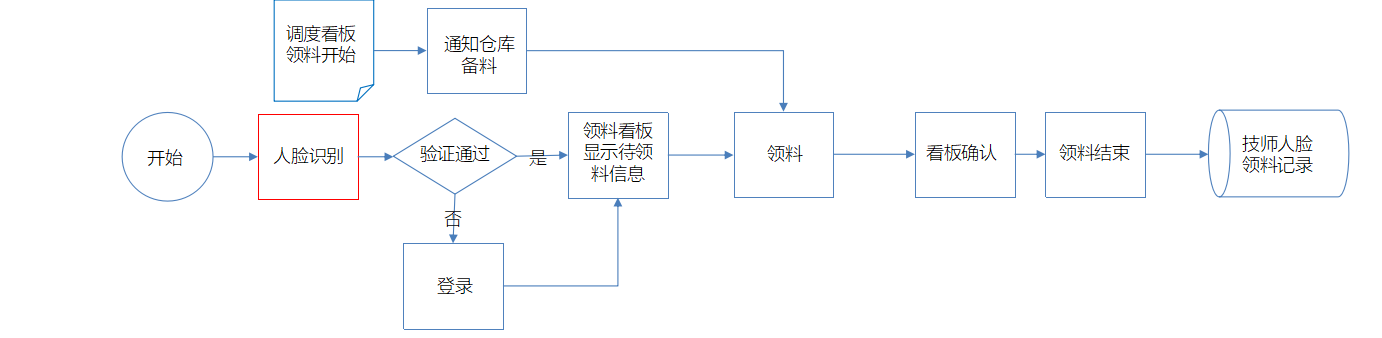 调度看板
领料开始
通知仓库
备料
开始
人脸识别
验证通过
是
否
登录
领料看板
显示待领
料信息
领料
看板确认
领料结束
技师人脸
领料记录